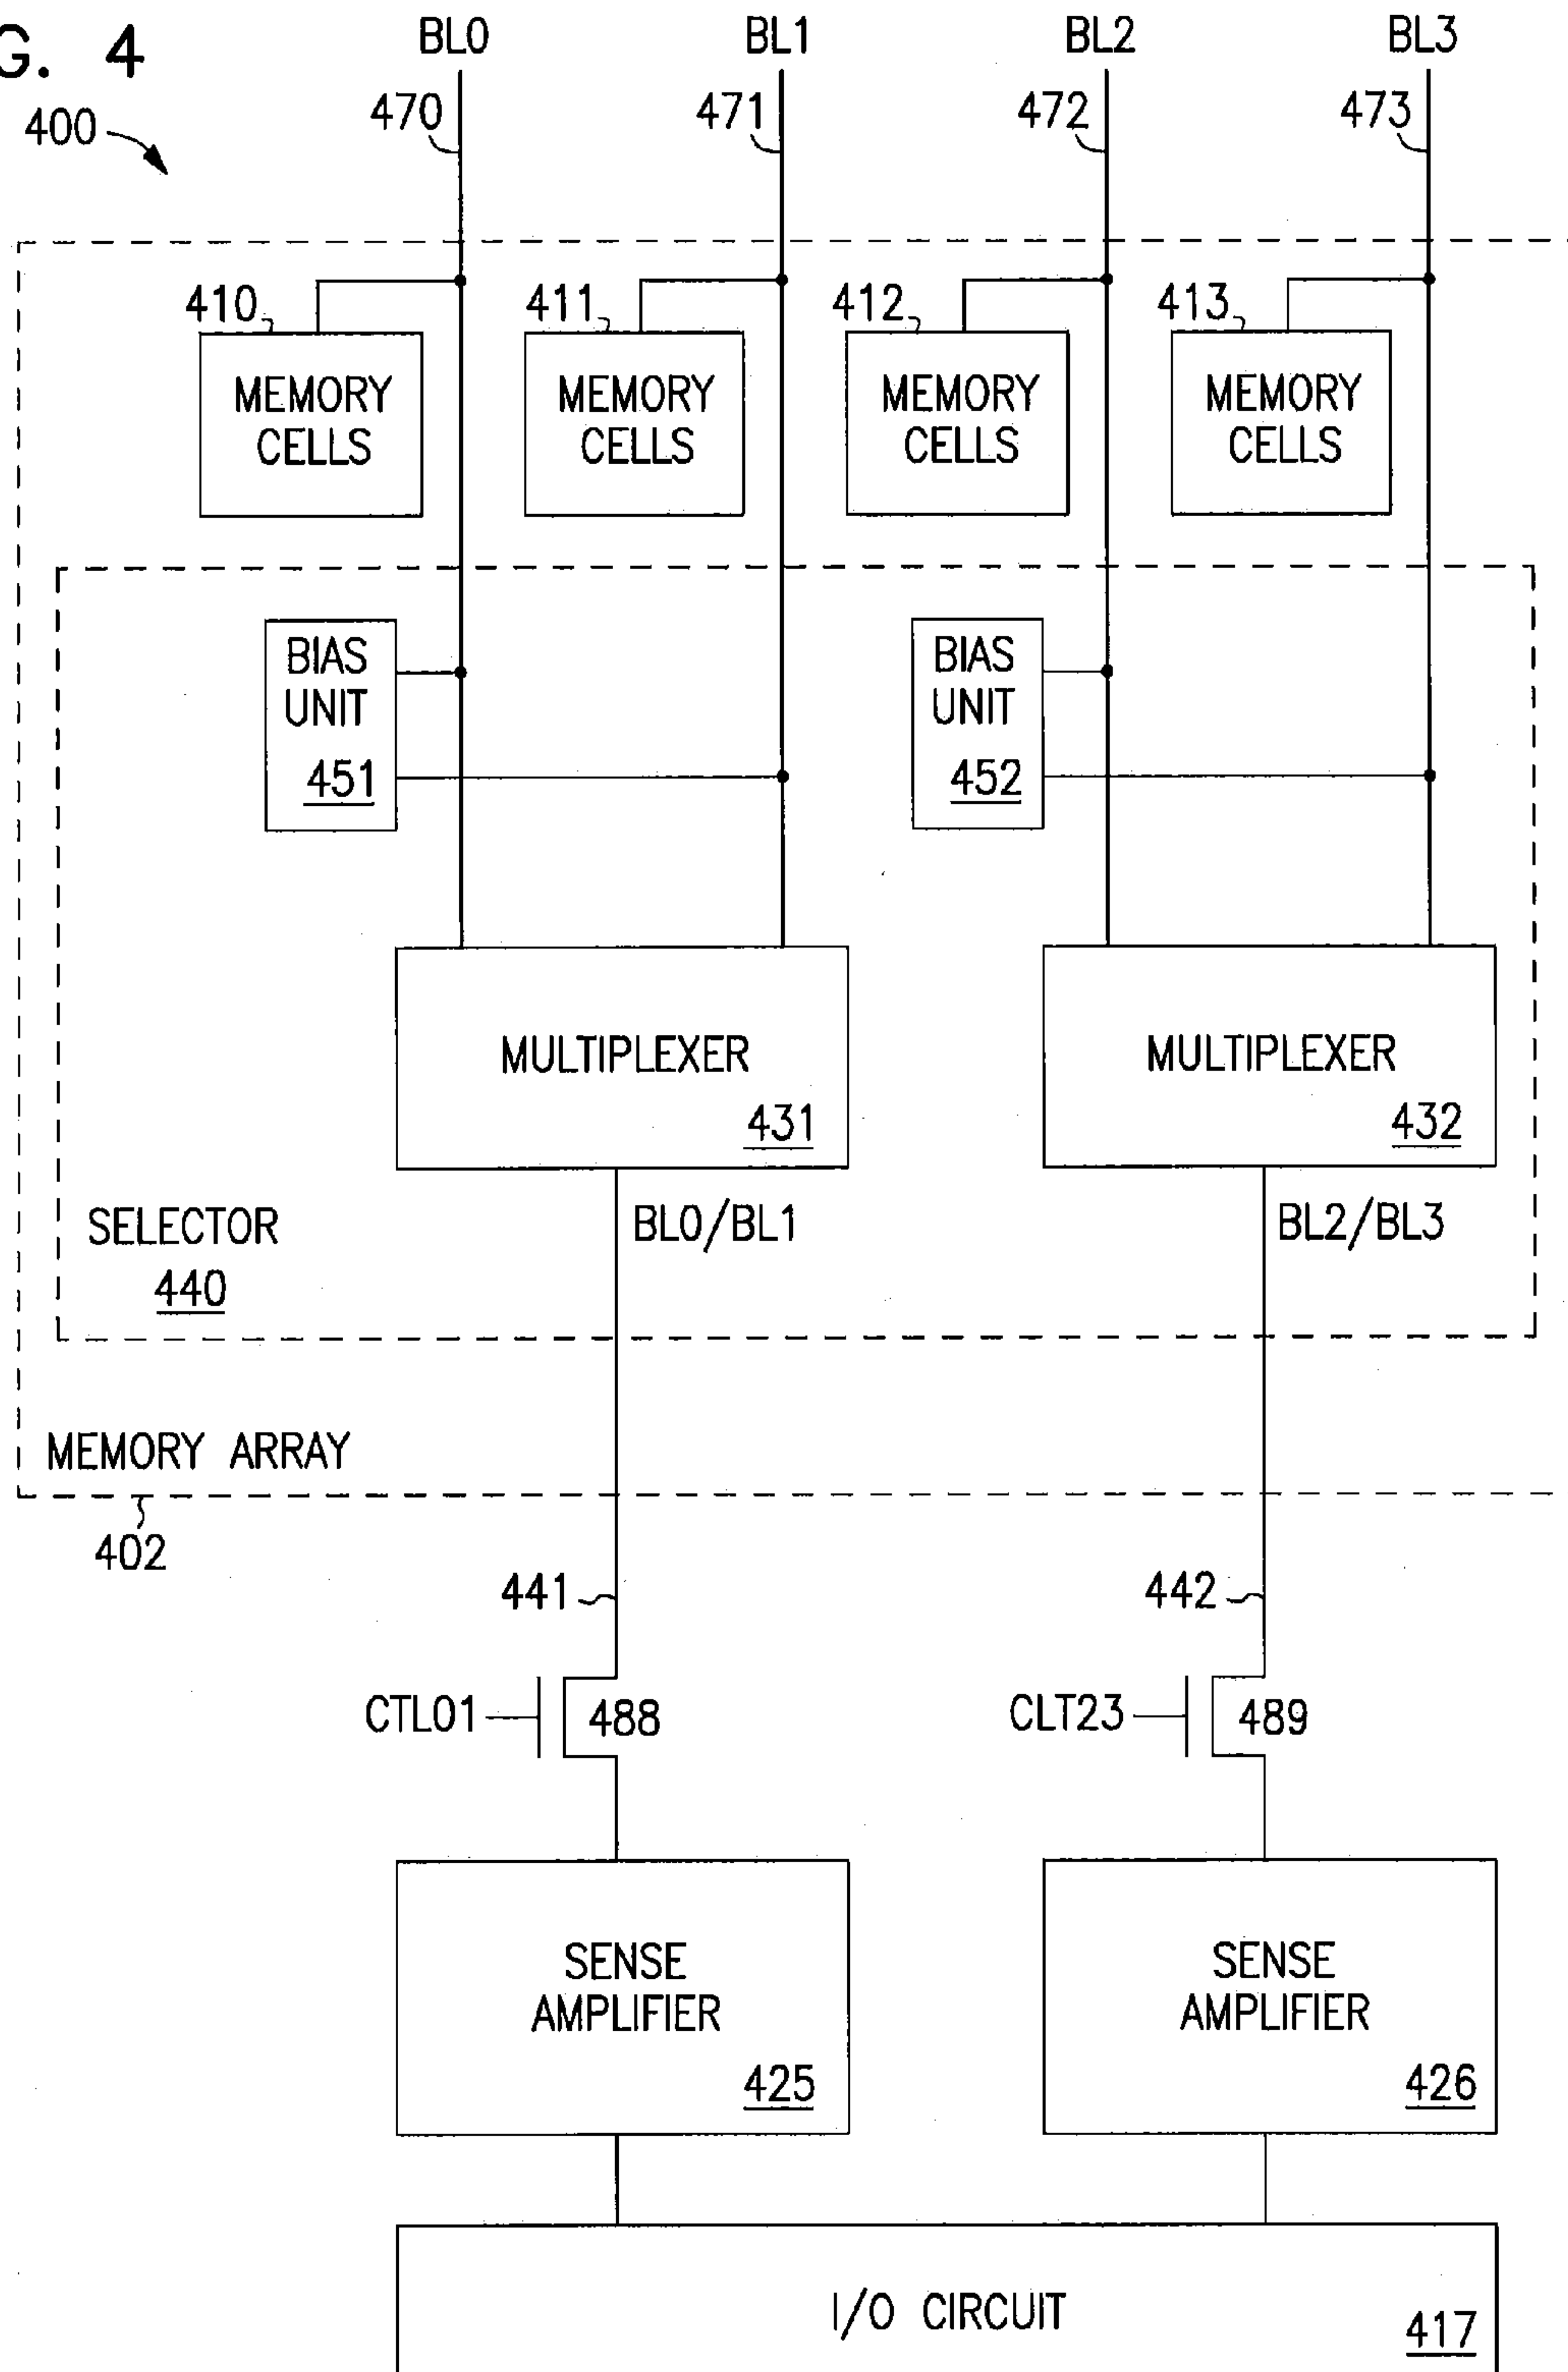 G. 4
400
BL0 BL1 BL2 BL3
470 471 472 473
410 411 412 413
MEMORY CELLS
MEMORY CELLS
MEMORY CELLS
MEMORY CELLS
BIAS UNIT 451
BIAS UNIT 452
MULTIPLEXER 431
MULTIPLEXER 432
BL0/BL1 BL2/BL3
SELECTOR 440
MEMORY ARRAY
402
441 442
CTL01 488
CLT23 489
SENSE AMPLIFIER 425
SENSE AMPLIFIER 426
I/O CIRCUIT 417